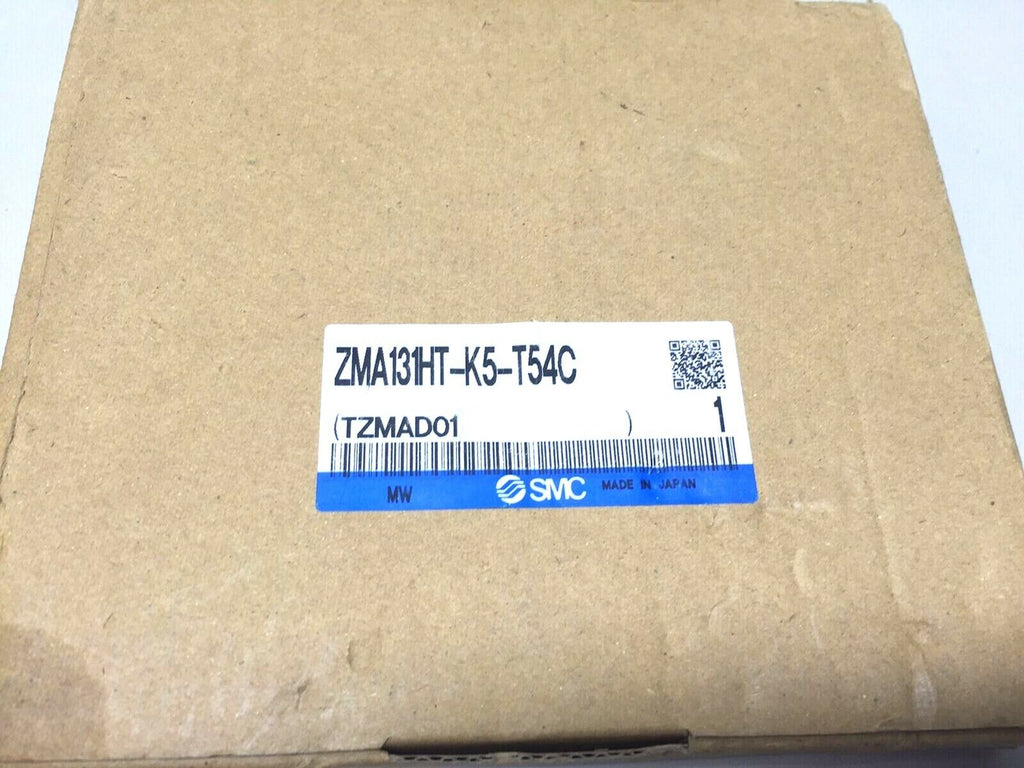 ZMA131HT-K5-T54C
(TZMAD01 )
1
MW SMC MADE IN JAPAN